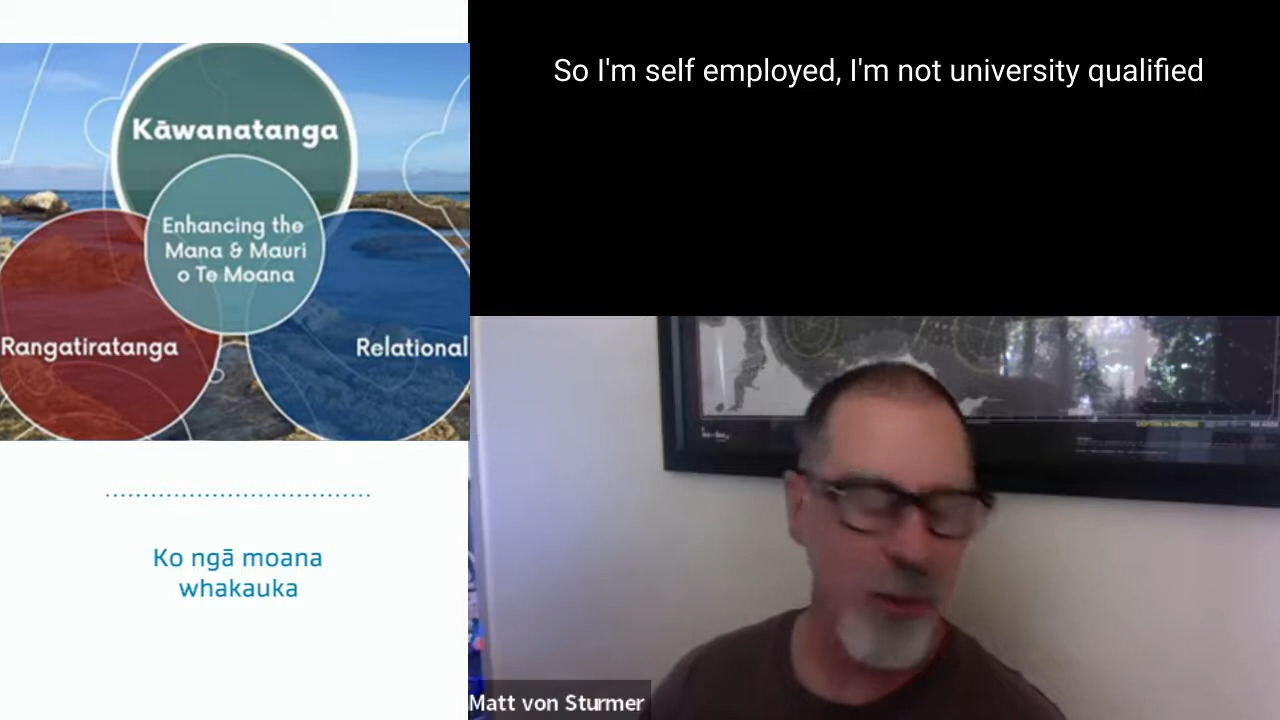 Kāwanatanga
Enhancing the
Mana & Mauri
o Te Moana
Rangatiratanga
Relational
Ko ngā moana
whakauka
So I'm self employed, I'm not university qualified
Matt von Sturmer